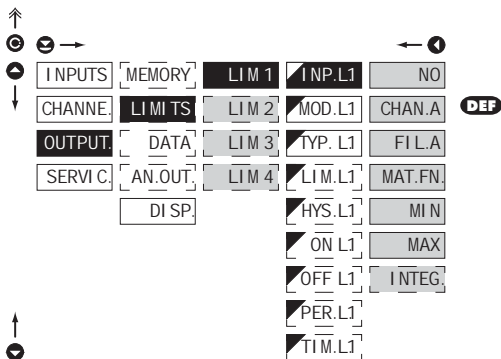 INPUTS MEMORY LIM 1 INP.L1 NO
CHANNE. LIMITS LIM 2 MOD.L1 CHAN.A DEF
OUTPUT. DATA LIM 3 TYP. L1 FIL.A
SERVIC. AN.OUT. LIM 4 LIM.L1 MAT.FN.
DISP. HYS.L1 MIN
ON L1 MAX
OFF L1 INTEG.
PER.L1
TIM.L1